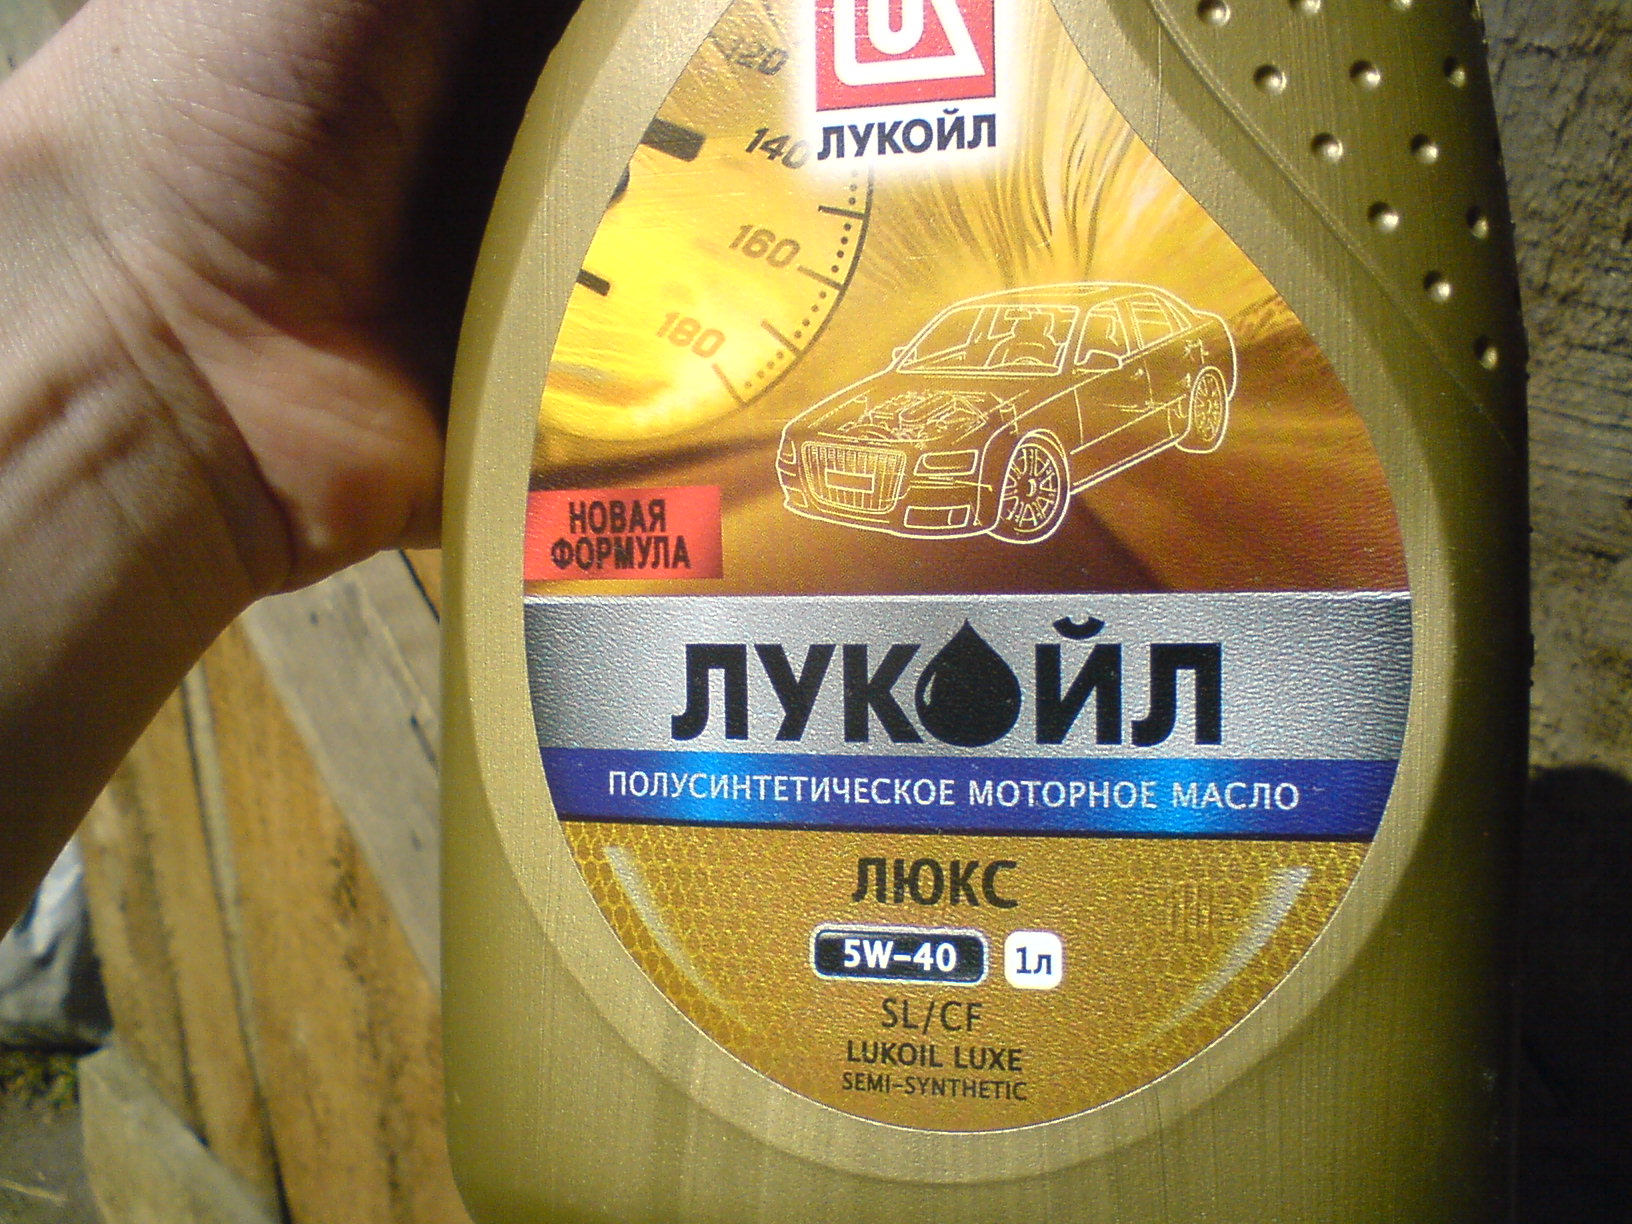 120
140
ЛУКОЙЛ
160
180
НОВАЯ
ФОРМУЛА
ЛУКОЙЛ
ПОЛУСИНТЕТИЧЕСКОЕ МОТОРНОЕ МАСЛО
ЛЮКС
5W-40 1л
SL/CF
LUKOIL LUXE
SEMI-SYNTHETIC